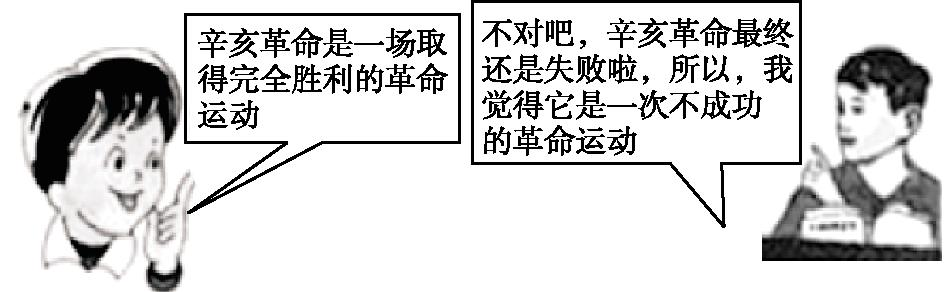 辛亥革命是一场取
得完全胜利的革命
运动
不对吧，辛亥革命最终
还是失败啦，所以，我
觉得它是一次不成功
的革命运动